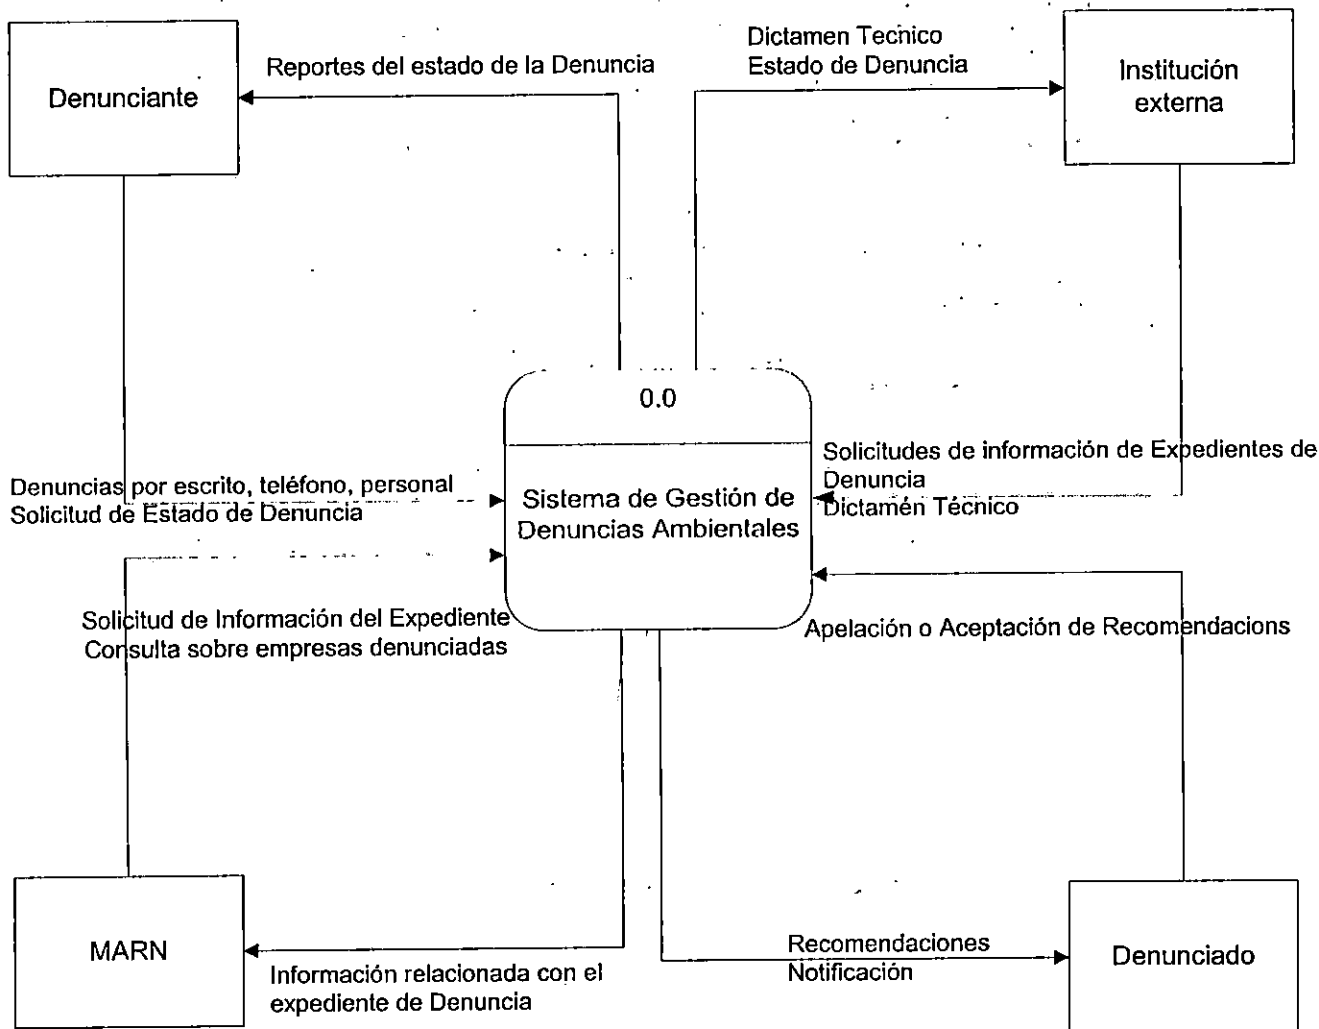 Dictamen Tecnico
Estado de Denuncia
Reportes del estado de la Denuncia
Denunciante
Institución
externa
0.0
Sistema de Gestión de
Denuncias Ambientales
Denuncias por escrito, teléfono, personal
Solicitud de Estado de Denuncia
Solicitudes de información de Expedientes de
Denuncia
Dictamén Técnico
Solicitud de Información del Expediente
Consulta sobre empresas denunciadas
Apelación o Aceptación de Recomendacions
MARN
Información relacionada con el
expediente de Denuncia
Recomendaciones
Notificación
Denunciado